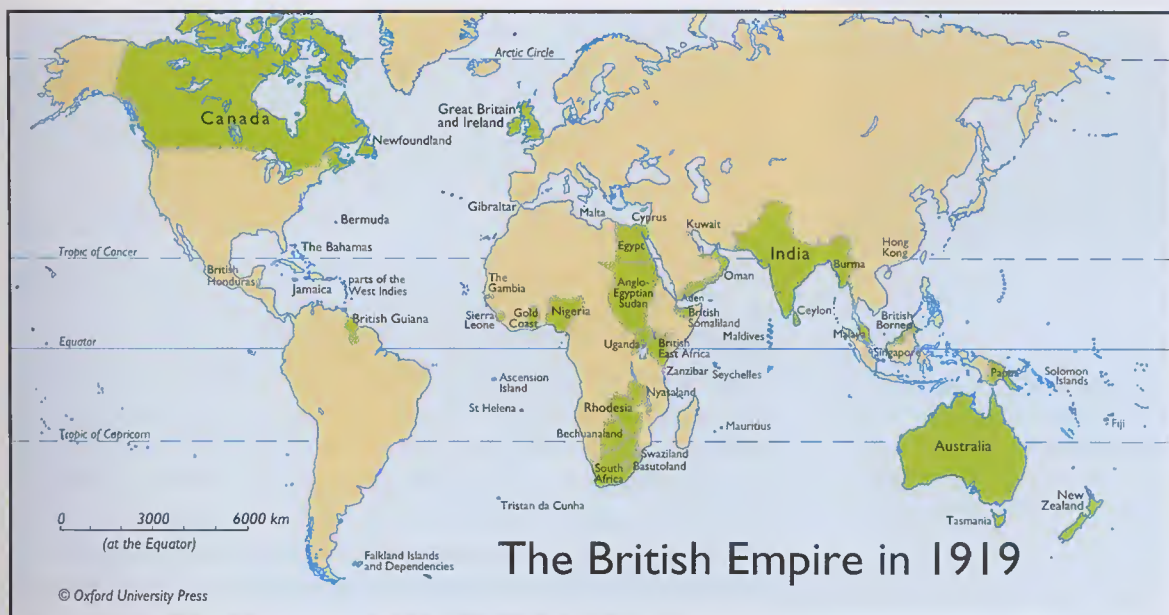 Arctic Circle
Canada
Great Britain
and Ireland
Newfoundland
Gibraltar
Malta
Cyprus
Kuwait
Bermuda
Egypt
Tropic of Cancer
The Bahamas
India
Hong
Kong
Burma
British
Honduras
Jamaica
parts of the
West Indies
The
Gambia
Anglo-
Egyptian
Sudan
Oman
Aden
British Guiana
Sierra
Leone
Gold
Coast
Nigeria
British
Somaliland
Ceylon
British
Borneo
Maldives
Malaya
Equator
Uganda
British
East Africa
Singapore
Zanzibar
Seychelles
Papua
Solomon
Islands
Ascension
Island
Nyasaland
St Helena
Rhodesia
Mauritius
Fiji
Tropic of Capricorn
Bechuanaland
Swaziland
Basutoland
South
Africa
Australia
New
Zealand
Tasmania
Tristan da Cunha
0 3000 6000 km
(at the Equator)
Falkland Islands
and Dependencies
The British Empire in 1919
© Oxford University Press